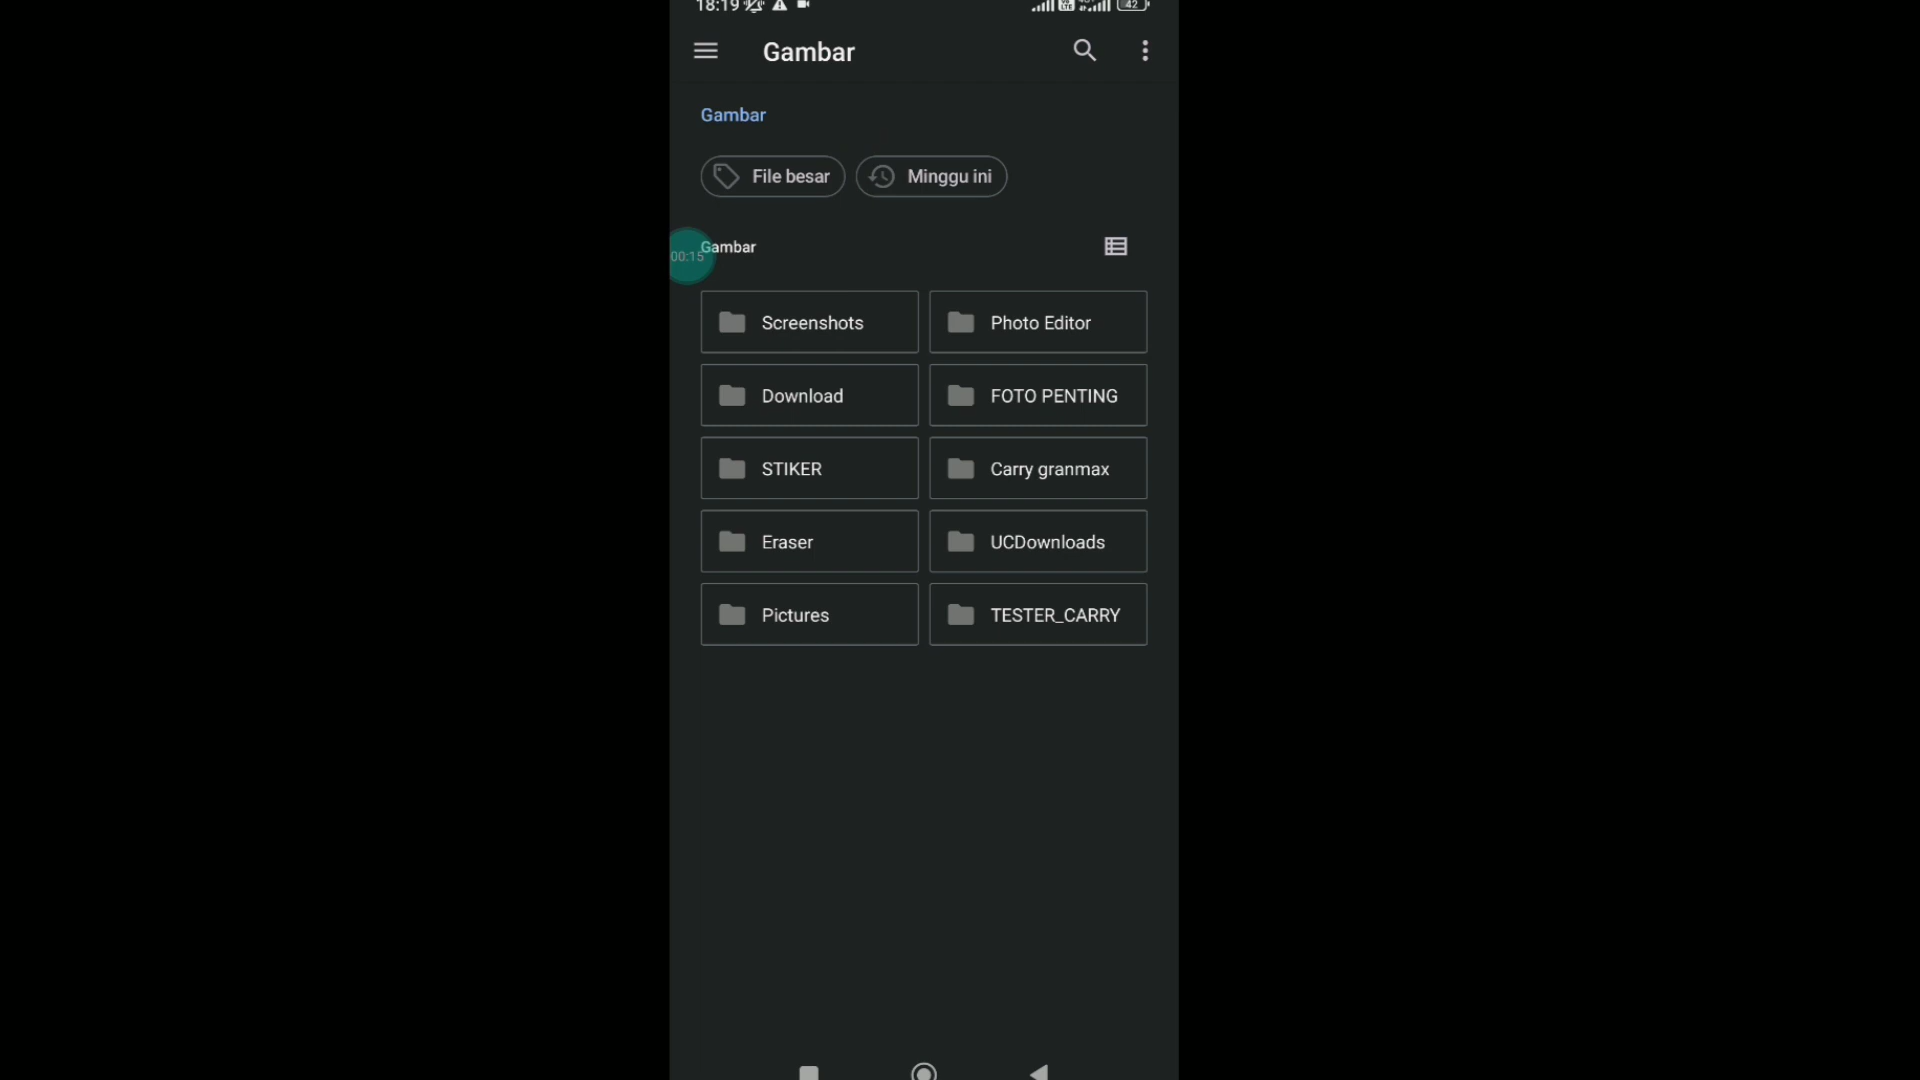 18:19
42
Gambar
Gambar
File besar
Minggu ini
Gambar
00:15
Screenshots
Photo Editor
Download
FOTO PENTING
STIKER
Carry granmax
Eraser
UCDownloads
Pictures
TESTER_CARRY